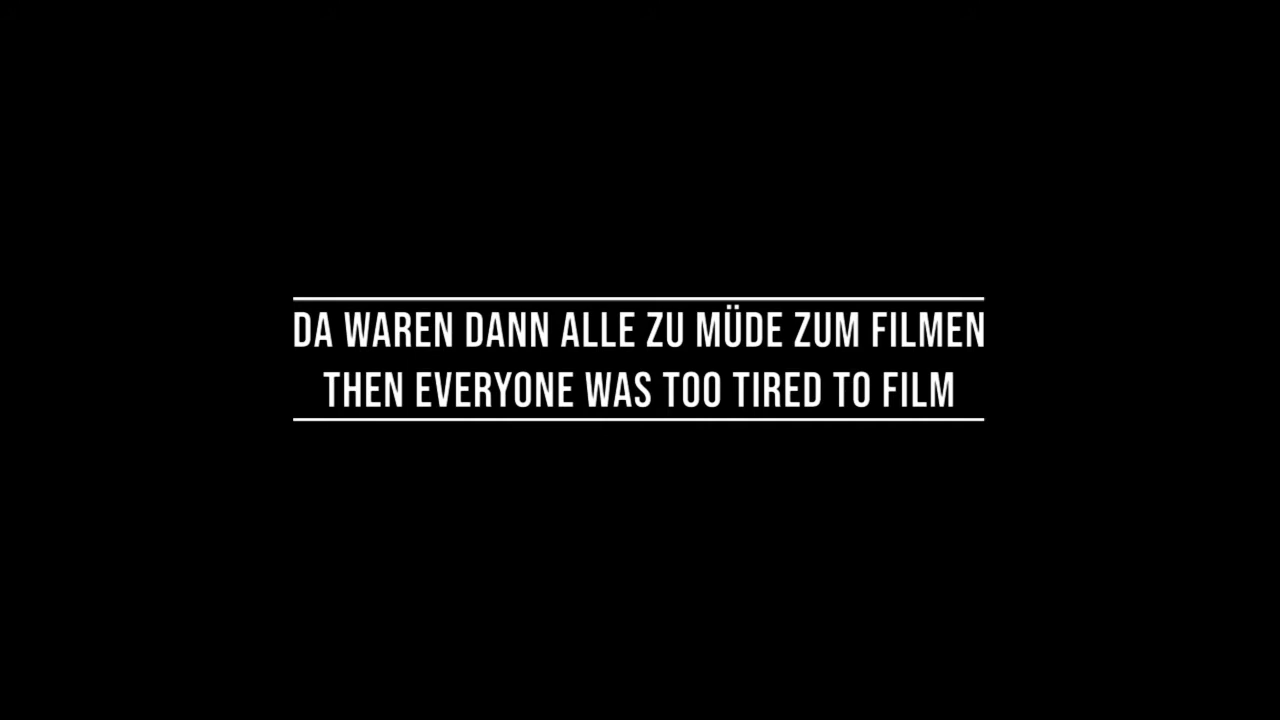 DA WAREN DANN ALLE ZU MÜDE ZUM FILMEN
THEN EVERYONE WAS TOO TIRED TO FILM